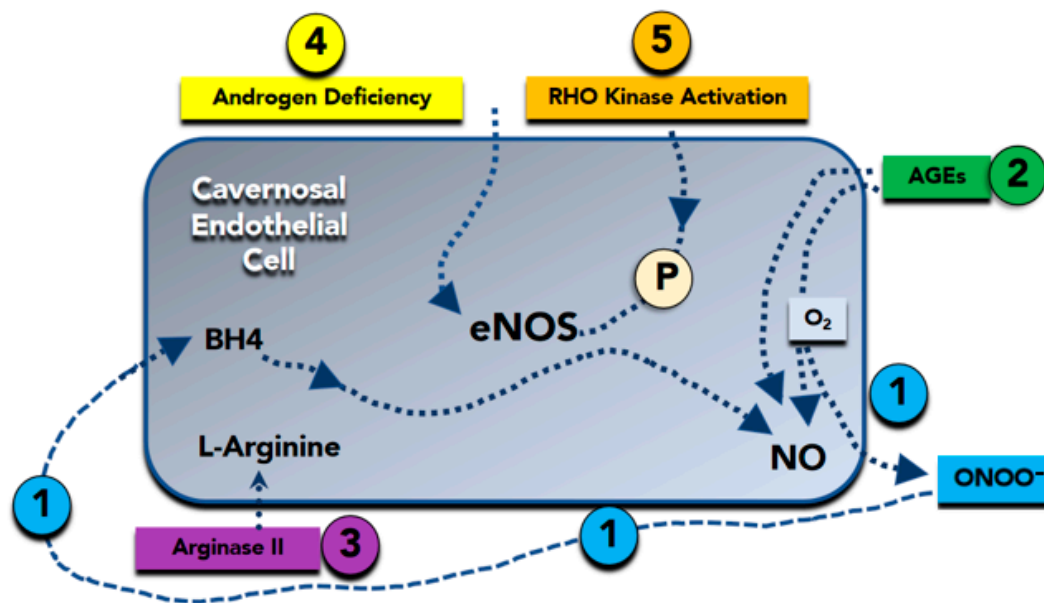 4
5
Androgen Deficiency
RHO Kinase Activation
AGEs
2
Cavernosal
Endothelial
Cell
P
O₂
eNOS
BH4
1
L-Arginine
NO
ONOO⁻
1
1
Arginase II
3